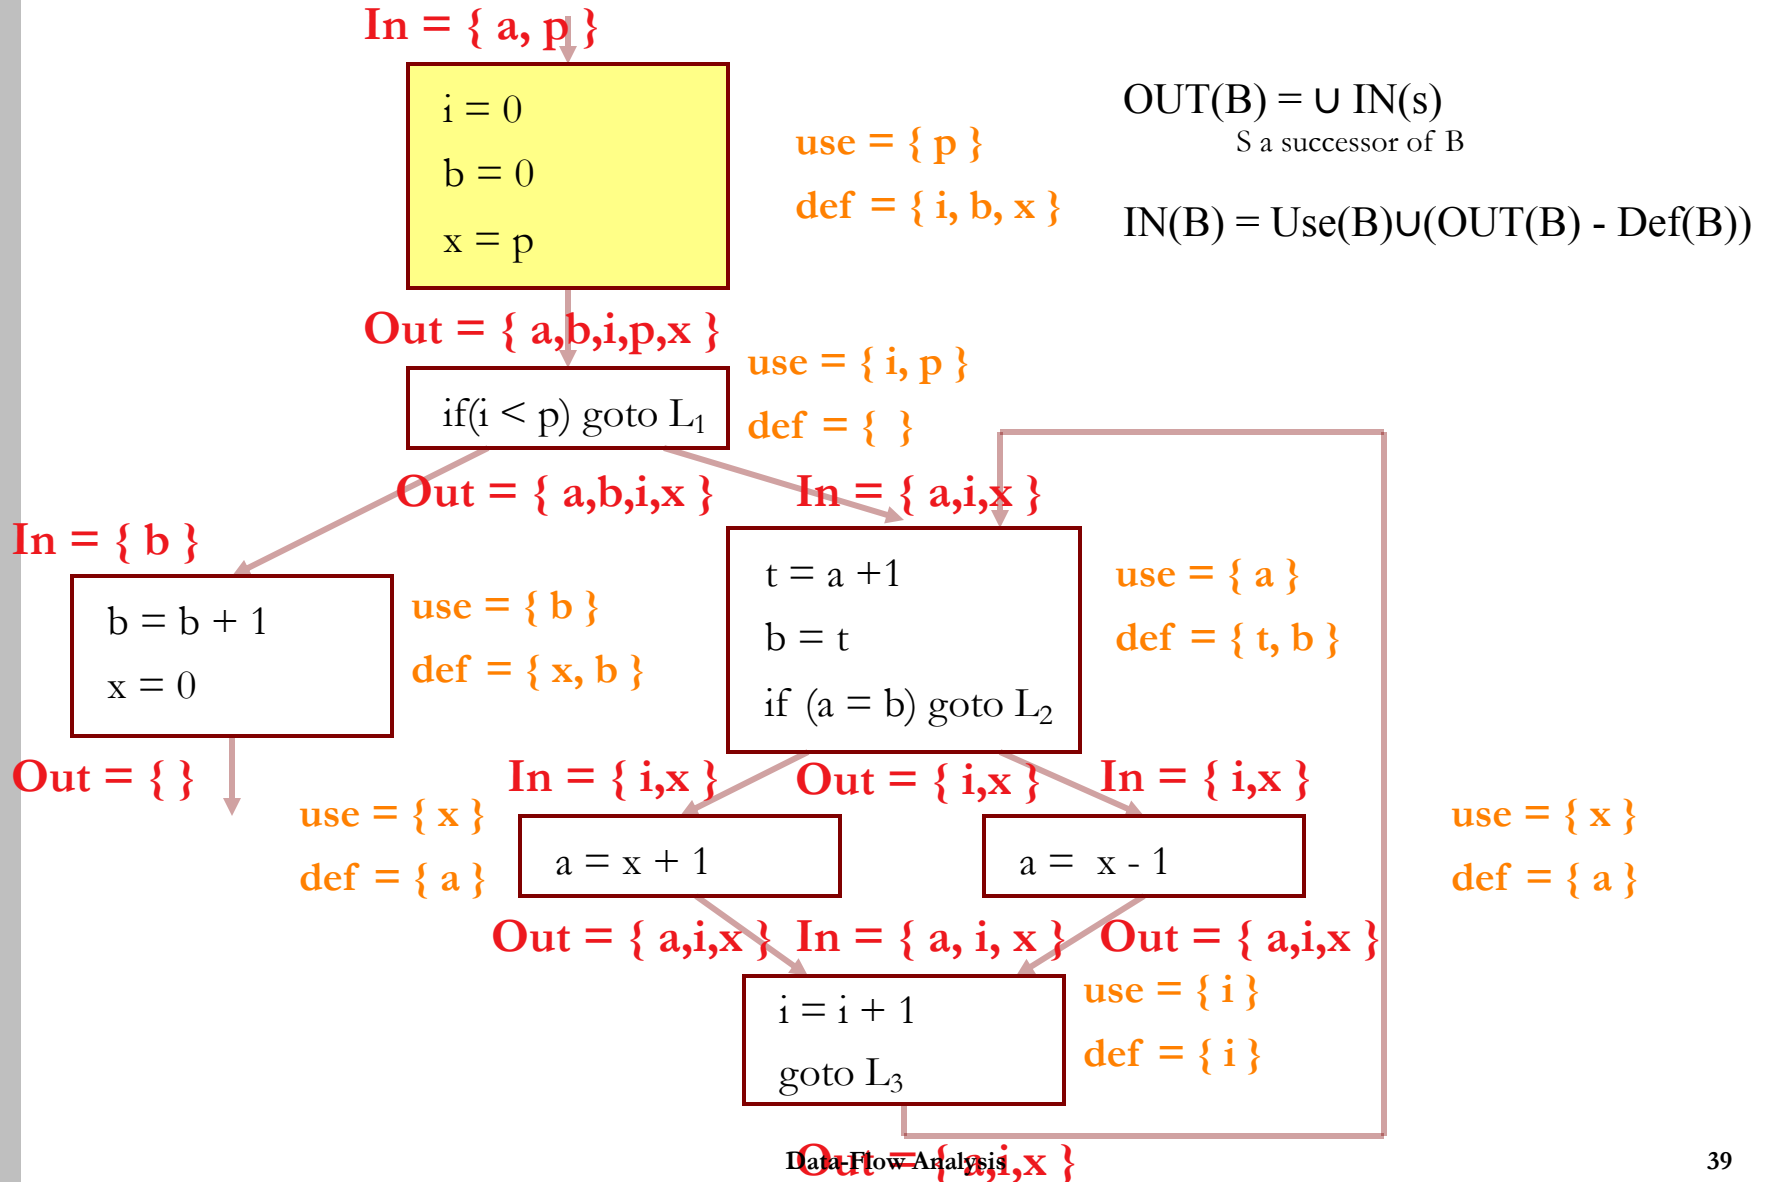 In = { a, p }
i = 0
b = 0
x = p
use = { p }
def = { i, b, x }
OUT(B) = ∪ IN(s)
S a successor of B
IN(B) = Use(B)∪(OUT(B) - Def(B))
Out = { a,b,i,p,x }
if(i < p) goto L₁
use = { i, p }
def = { }
Out = { a,b,i,x }
In = { a,i,x }
In = { b }
b = b + 1
x = 0
use = { b }
def = { x, b }
t = a +1
b = t
if (a = b) goto L₂
use = { a }
def = { t, b }
Out = { }
In = { i,x }
Out = { i,x }
In = { i,x }
use = { x }
def = { a }
a = x + 1
a = x - 1
use = { x }
def = { a }
Out = { a,i,x }
In = { a, i, x }
Out = { a,i,x }
i = i + 1
goto L₃
use = { i }
def = { i }
Out = { a,i,x }
Data-Flow Analysis
39